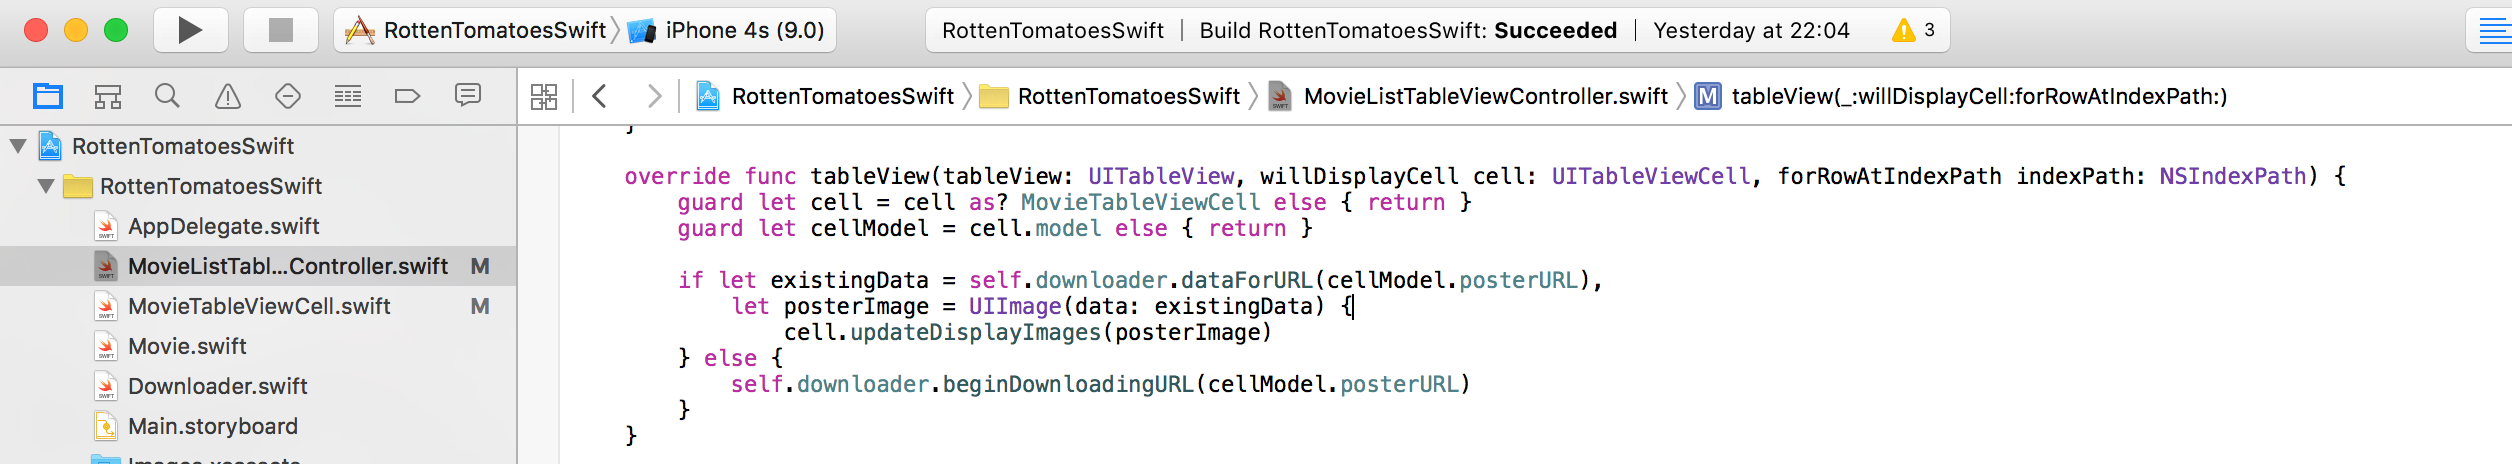 RottenTomatoesSwift iPhone 4s (9.0) RottenTomatoesSwift Build RottenTomatoesSwift: Succeeded Yesterday at 22:04 3
RottenTomatoesSwift RottenTomatoesSwift MovieListTableViewController.swift M tableView(_:willDisplayCell:forRowAtIndexPath:)
RottenTomatoesSwift
RottenTomatoesSwift
AppDelegate.swift
MovieListTabl...Controller.swift M
MovieTableViewCell.swift M
Movie.swift
Downloader.swift
Main.storyboard
Images.xcassets
}
override func tableView(tableView: UITableView, willDisplayCell cell: UITableViewCell, forRowAtIndexPath indexPath: NSIndexPath) {
guard let cell = cell as? MovieTableViewCell else { return }
guard let cellModel = cell.model else { return }
if let existingData = self.downloader.dataForURL(cellModel.posterURL),
let posterImage = UIImage(data: existingData) {
cell.updateDisplayImages(posterImage)
} else {
self.downloader.beginDownloadingURL(cellModel.posterURL)
}
}